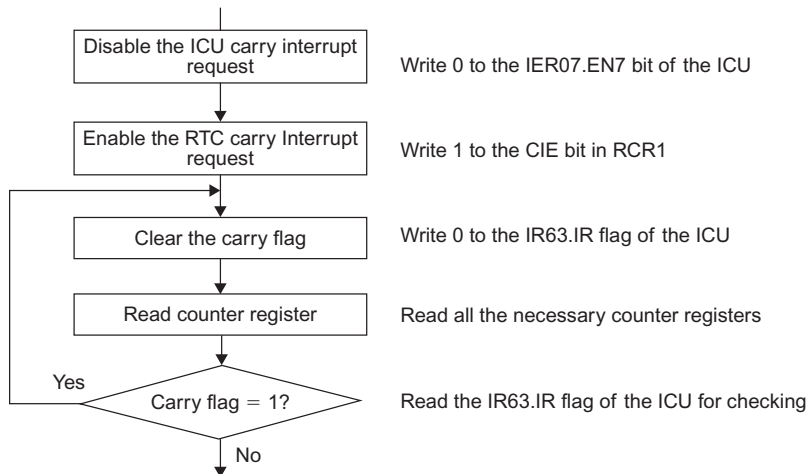 Disable the ICU carry interrupt
request
Write 0 to the IER07.EN7 bit of the ICU
Enable the RTC carry Interrupt
request
Write 1 to the CIE bit in RCR1
Clear the carry flag
Write 0 to the IR63.IR flag of the ICU
Read counter register
Read all the necessary counter registers
Yes
Carry flag = 1?
Read the IR63.IR flag of the ICU for checking
No